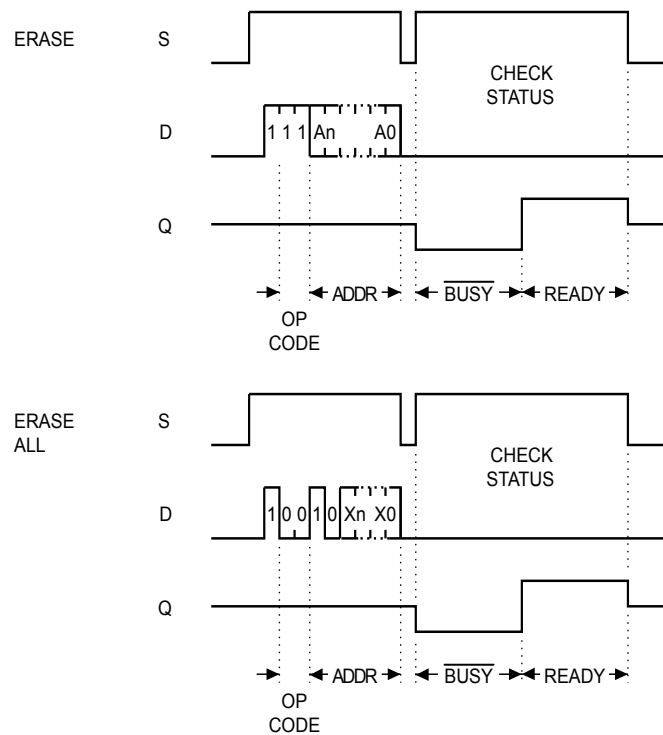 ERASE S
CHECK
STATUS
D 1 1 1 An A0
Q
ADDR BUSY READY
OP
CODE
ERASE S
ALL
CHECK
STATUS
D 1 0 0 1 0 Xn X0
Q
ADDR BUSY READY
OP
CODE